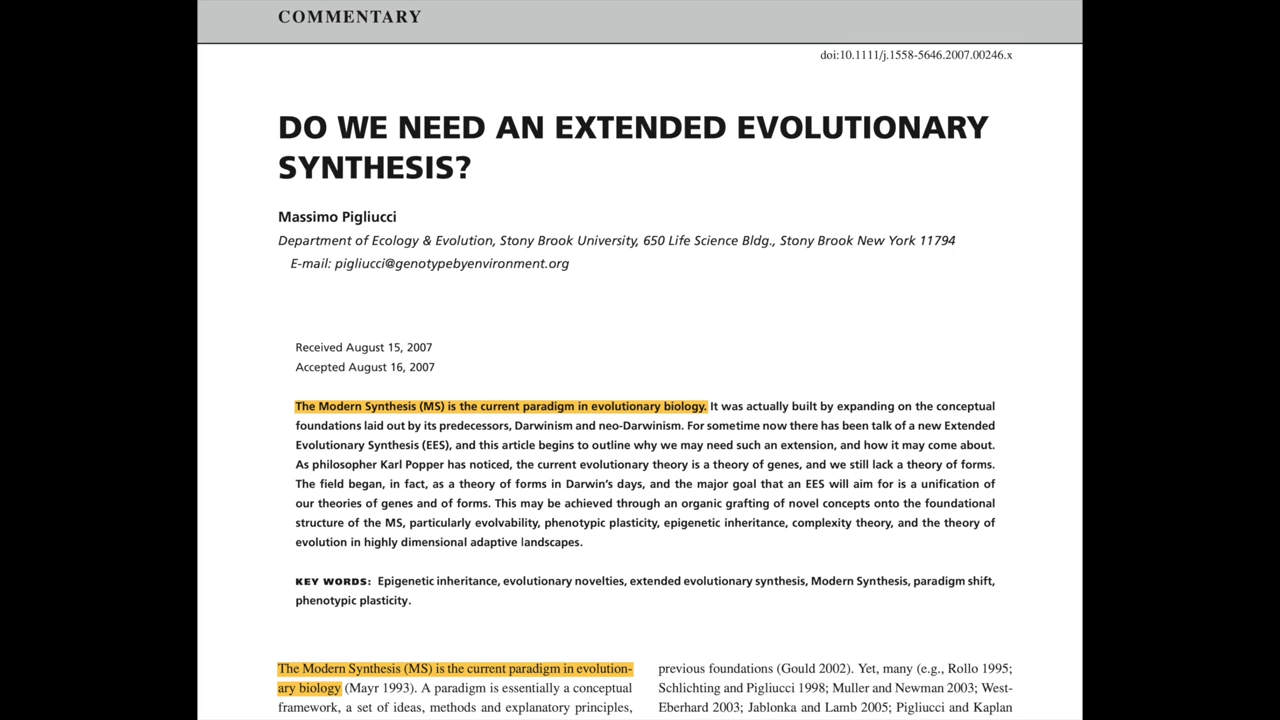 COMMENTARY
doi:10.1111/j.1558-5646.2007.00246.x
DO WE NEED AN EXTENDED EVOLUTIONARY
SYNTHESIS?
Massimo Pigliucci
Department of Ecology & Evolution, Stony Brook University, 650 Life Science Bldg., Stony Brook New York 11794
E-mail: pigliucci@genotypebyenvironment.org
Received August 15, 2007
Accepted August 16, 2007
The Modern Synthesis (MS) is the current paradigm in evolutionary biology. It was actually built by expanding on the conceptual
foundations laid out by its predecessors, Darwinism and neo-Darwinism. For sometime now there has been talk of a new Extended
Evolutionary Synthesis (EES), and this article begins to outline why we may need such an extension, and how it may come about.
As philosopher Karl Popper has noticed, the current evolutionary theory is a theory of genes, and we still lack a theory of forms.
The field began, in fact, as a theory of forms in Darwin's days, and the major goal that an EES will aim for is a unification of
our theories of genes and of forms. This may be achieved through an organic grafting of novel concepts onto the foundational
structure of the MS, particularly evolvability, phenotypic plasticity, epigenetic inheritance, complexity theory, and the theory of
evolution in highly dimensional adaptive landscapes.
KEY WORDS: Epigenetic inheritance, evolutionary novelties, extended evolutionary synthesis, Modern Synthesis, paradigm shift,
phenotypic plasticity.
The Modern Synthesis (MS) is the current paradigm in evolution-
ary biology (Mayr 1993). A paradigm is essentially a conceptual
framework, a set of ideas, methods and explanatory principles,
previous foundations (Gould 2002). Yet, many (e.g., Rollo 1995;
Schlichting and Pigliucci 1998; Muller and Newman 2003; West-
Eberhard 2003; Jablonka and Lamb 2005; Pigliucci and Kaplan